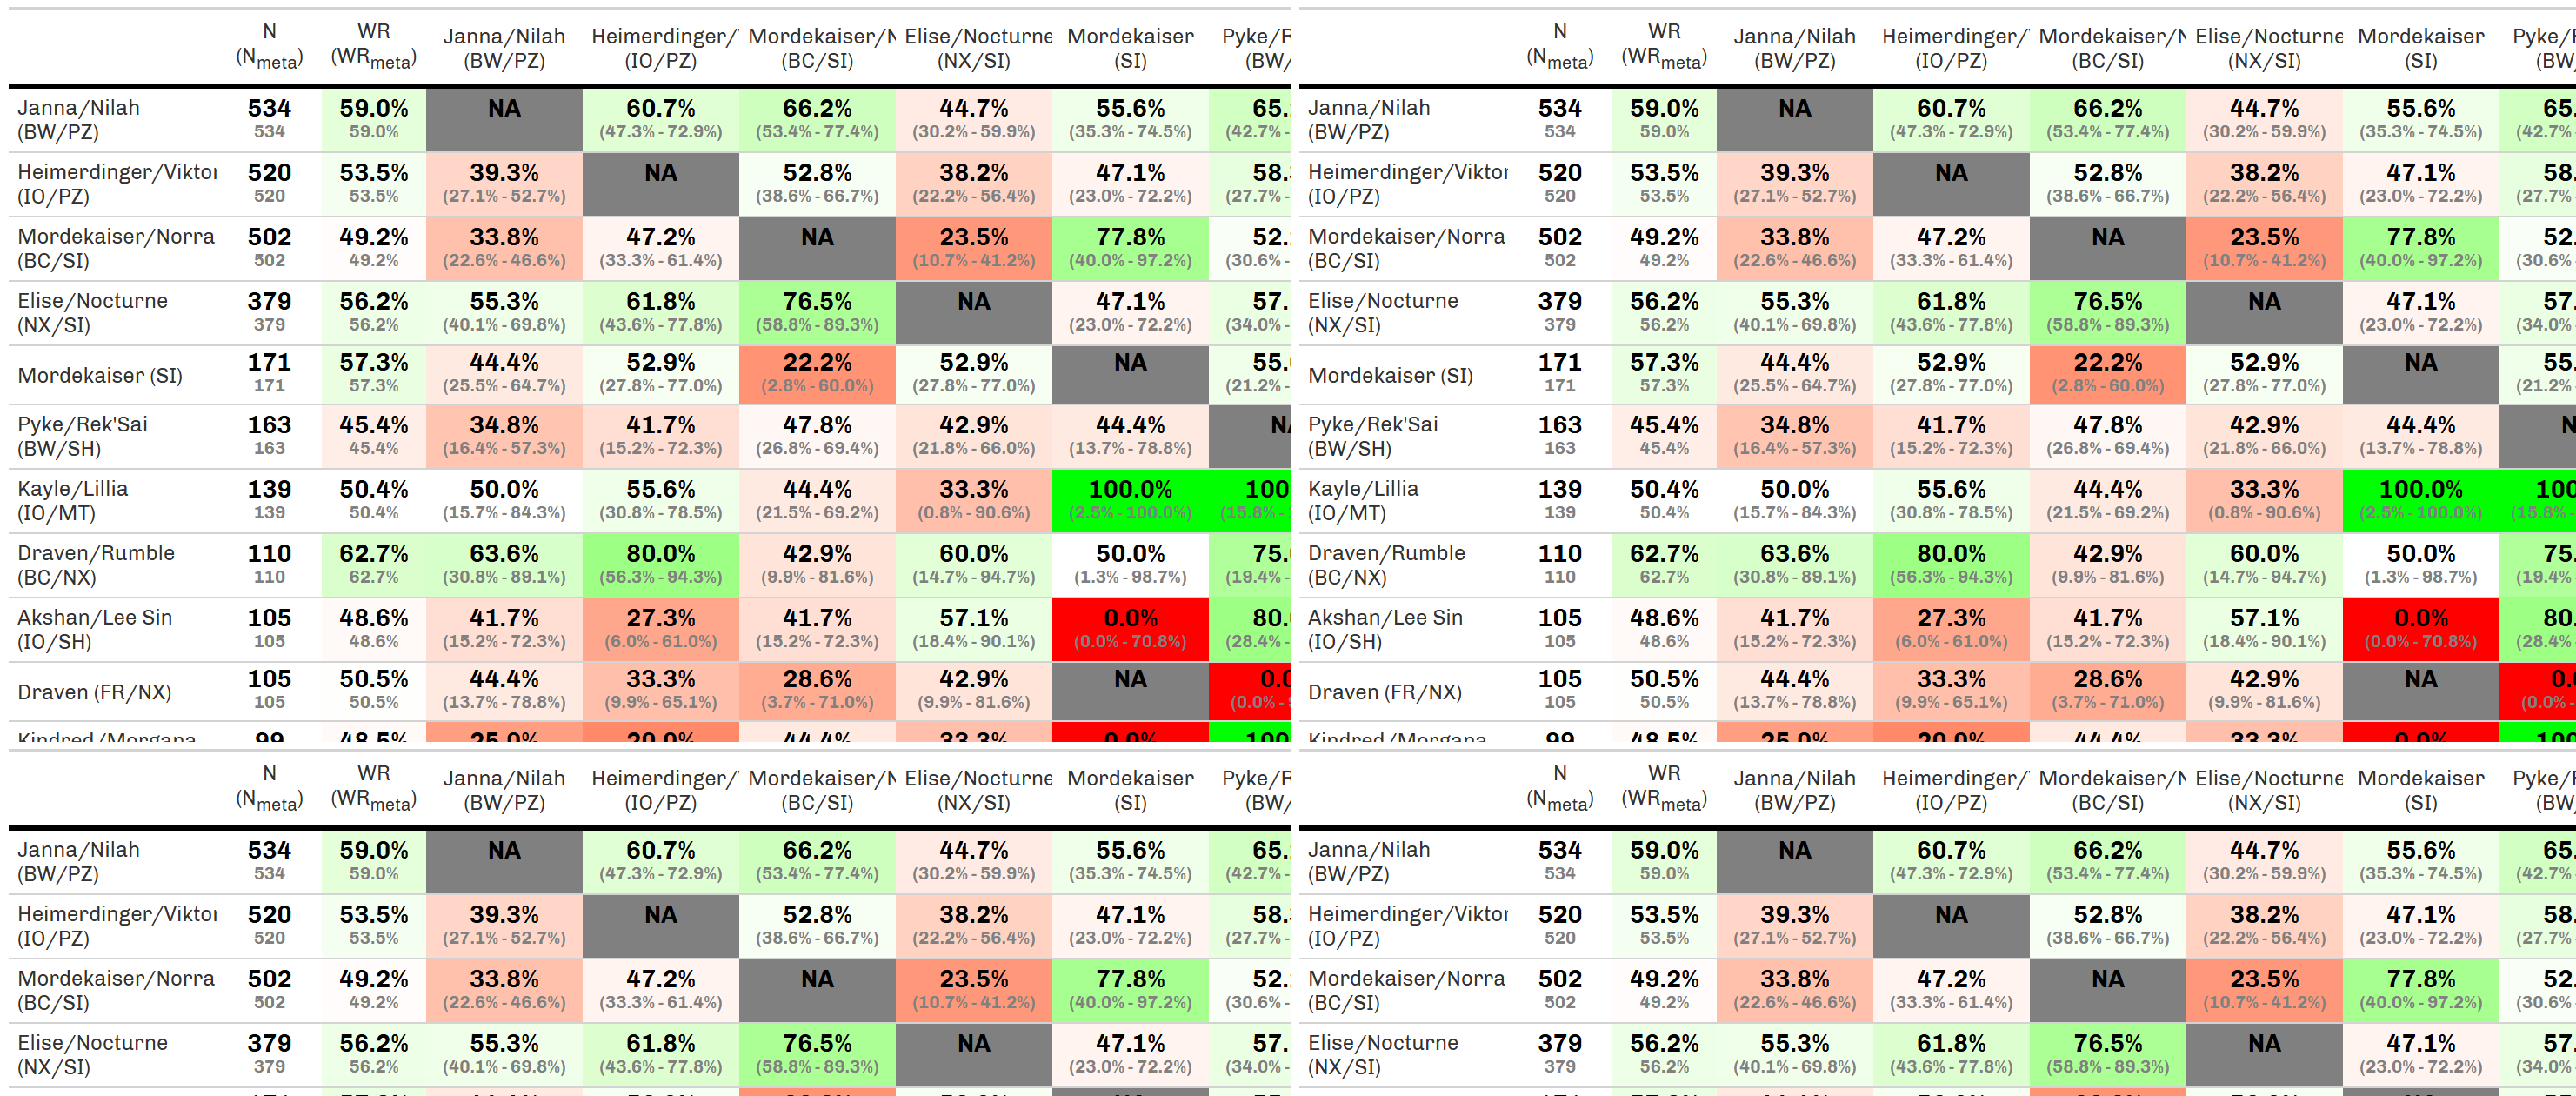 N WR Janna/Nilah Heimerdinger/ Mordekaiser/N Elise/Nocturne Mordekaiser Pyke/R
(Nmeta) (WRmeta) (BW/PZ) (IO/PZ) (BC/SI) (NX/SI) (SI) (BW/
Janna/Nilah 534 59.0% NA 60.7% 66.2% 44.7% 55.6% 65.
(BW/PZ) 534 59.0% (47.3% - 72.9%) (53.4% - 77.4%) (30.2% - 59.9%) (35.3% - 74.5%) (42.7% -
Heimerdinger/Viktor 520 53.5% 39.3% NA 52.8% 38.2% 47.1% 58.
(IO/PZ) 520 53.5% (27.1% - 52.7%) (38.6% - 66.7%) (22.2% - 56.4%) (23.0% - 72.2%) (27.7% -
Mordekaiser/Norra 502 49.2% 33.8% 47.2% NA 23.5% 77.8% 52.
(BC/SI) 502 49.2% (22.6% - 46.6%) (33.3% - 61.4%) (10.7% - 41.2%) (40.0% - 97.2%) (30.6% -
Elise/Nocturne 379 56.2% 55.3% 61.8% 76.5% NA 47.1% 57.
(NX/SI) 379 56.2% (40.1% - 69.8%) (43.6% - 77.8%) (58.8% - 89.3%) (23.0% - 72.2%) (34.0% -
Mordekaiser (SI) 171 57.3% 44.4% 52.9% 22.2% 52.9% NA 55.
171 57.3% (25.5% - 64.7%) (27.8% - 77.0%) (2.8% - 60.0%) (27.8% - 77.0%) (21.2% -
Pyke/Rek'Sai 163 45.4% 34.8% 41.7% 47.8% 42.9% 44.4% NA
(BW/SH) 163 45.4% (16.4% - 57.3%) (15.2% - 72.3%) (26.8% - 69.4%) (21.8% - 66.0%) (13.7% - 78.8%)
Kayle/Lillia 139 50.4% 50.0% 55.6% 44.4% 33.3% 100.0% 100
(IO/MT) 139 50.4% (15.7% - 84.3%) (30.8% - 78.5%) (21.5% - 69.2%) (0.8% - 90.6%) (2.5% - 100.0%) (15.8% -
Draven/Rumble 110 62.7% 63.6% 80.0% 42.9% 60.0% 50.0% 75.
(BC/NX) 110 62.7% (30.8% - 89.1%) (56.3% - 94.3%) (9.9% - 81.6%) (14.7% - 94.7%) (1.3% - 98.7%) (19.4% -
Akshan/Lee Sin 105 48.6% 41.7% 27.3% 41.7% 57.1% 0.0% 80.
(IO/SH) 105 48.6% (15.2% - 72.3%) (6.0% - 61.0%) (15.2% - 72.3%) (18.4% - 90.1%) (0.0% - 70.8%) (28.4% -
Draven (FR/NX) 105 50.5% 44.4% 33.3% 28.6% 42.9% NA 0.0
105 50.5% (13.7% - 78.8%) (9.9% - 65.1%) (3.7% - 71.0%) (9.9% - 81.6%) (0.0% -
Kindred/Morgana 99 48.5% 25.0% 20.0% 44.4% 33.3% 0.0% 100
N WR Janna/Nilah Heimerdinger/ Mordekaiser/N Elise/Nocturne Mordekaiser Pyke/F
(Nmeta) (WRmeta) (BW/PZ) (IO/PZ) (BC/SI) (NX/SI) (SI) (BW
Janna/Nilah 534 59.0% NA 60.7% 66.2% 44.7% 55.6% 65.
(BW/PZ) 534 59.0% (47.3% - 72.9%) (53.4% - 77.4%) (30.2% - 59.9%) (35.3% - 74.5%) (42.7%
Heimerdinger/Viktor 520 53.5% 39.3% NA 52.8% 38.2% 47.1% 58.
(IO/PZ) 520 53.5% (27.1% - 52.7%) (38.6% - 66.7%) (22.2% - 56.4%) (23.0% - 72.2%) (27.7%
Mordekaiser/Norra 502 49.2% 33.8% 47.2% NA 23.5% 77.8% 52.
(BC/SI) 502 49.2% (22.6% - 46.6%) (33.3% - 61.4%) (10.7% - 41.2%) (40.0% - 97.2%) (30.6%
Elise/Nocturne 379 56.2% 55.3% 61.8% 76.5% NA 47.1% 57.
(NX/SI) 379 56.2% (40.1% - 69.8%) (43.6% - 77.8%) (58.8% - 89.3%) (23.0% - 72.2%) (34.0%
Mordekaiser (SI) 171 57.3% 44.4% 52.9% 22.2% 52.9% NA 55.
171 57.3% (25.5% - 64.7%) (27.8% - 77.0%) (2.8% - 60.0%) (27.8% - 77.0%) (21.2%
Pyke/Rek'Sai 163 45.4% 34.8% 41.7% 47.8% 42.9% 44.4% N
(BW/SH) 163 45.4% (16.4% - 57.3%) (15.2% - 72.3%) (26.8% - 69.4%) (21.8% - 66.0%) (13.7% - 78.8%)
Kayle/Lillia 139 50.4% 50.0% 55.6% 44.4% 33.3% 100.0% 100
(IO/MT) 139 50.4% (15.7% - 84.3%) (30.8% - 78.5%) (21.5% - 69.2%) (0.8% - 90.6%) (2.5% - 100.0%) (15.8%
Draven/Rumble 110 62.7% 63.6% 80.0% 42.9% 60.0% 50.0% 75.
(BC/NX) 110 62.7% (30.8% - 89.1%) (56.3% - 94.3%) (9.9% - 81.6%) (14.7% - 94.7%) (1.3% - 98.7%) (19.4%
Akshan/Lee Sin 105 48.6% 41.7% 27.3% 41.7% 57.1% 0.0% 80.
(IO/SH) 105 48.6% (15.2% - 72.3%) (6.0% - 61.0%) (15.2% - 72.3%) (18.4% - 90.1%) (0.0% - 70.8%) (28.4%
Draven (FR/NX) 105 50.5% 44.4% 33.3% 28.6% 42.9% NA 0.
105 50.5% (13.7% - 78.8%) (9.9% - 65.1%) (3.7% - 71.0%) (9.9% - 81.6%) (0.0%
Kindred/Morgana 99 48.5% 25.0% 20.0% 44.4% 33.3% 0.0% 100
N WR Janna/Nilah Heimerdinger/ Mordekaiser/N Elise/Nocturne Mordekaiser Pyke/R
(Nmeta) (WRmeta) (BW/PZ) (IO/PZ) (BC/SI) (NX/SI) (SI) (BW/
Janna/Nilah 534 59.0% NA 60.7% 66.2% 44.7% 55.6% 65.
(BW/PZ) 534 59.0% (47.3% - 72.9%) (53.4% - 77.4%) (30.2% - 59.9%) (35.3% - 74.5%) (42.7% -
Heimerdinger/Viktor 520 53.5% 39.3% NA 52.8% 38.2% 47.1% 58.
(IO/PZ) 520 53.5% (27.1% - 52.7%) (38.6% - 66.7%) (22.2% - 56.4%) (23.0% - 72.2%) (27.7% -
Mordekaiser/Norra 502 49.2% 33.8% 47.2% NA 23.5% 77.8% 52.
(BC/SI) 502 49.2% (22.6% - 46.6%) (33.3% - 61.4%) (10.7% - 41.2%) (40.0% - 97.2%) (30.6% -
Elise/Nocturne 379 56.2% 55.3% 61.8% 76.5% NA 47.1% 57.
(NX/SI) 379 56.2% (40.1% - 69.8%) (43.6% - 77.8%) (58.8% - 89.3%) (23.0% - 72.2%) (34.0% -
N WR Janna/Nilah Heimerdinger/ Mordekaiser/N Elise/Nocturne Mordekaiser Pyke/F
(Nmeta) (WRmeta) (BW/PZ) (IO/PZ) (BC/SI) (NX/SI) (SI) (BW
Janna/Nilah 534 59.0% NA 60.7% 66.2% 44.7% 55.6% 65.
(BW/PZ) 534 59.0% (47.3% - 72.9%) (53.4% - 77.4%) (30.2% - 59.9%) (35.3% - 74.5%) (42.7%
Heimerdinger/Viktor 520 53.5% 39.3% NA 52.8% 38.2% 47.1% 58.
(IO/PZ) 520 53.5% (27.1% - 52.7%) (38.6% - 66.7%) (22.2% - 56.4%) (23.0% - 72.2%) (27.7%
Mordekaiser/Norra 502 49.2% 33.8% 47.2% NA 23.5% 77.8% 52.
(BC/SI) 502 49.2% (22.6% - 46.6%) (33.3% - 61.4%) (10.7% - 41.2%) (40.0% - 97.2%) (30.6%
Elise/Nocturne 379 56.2% 55.3% 61.8% 76.5% NA 47.1% 57.
(NX/SI) 379 56.2% (40.1% - 69.8%) (43.6% - 77.8%) (58.8% - 89.3%) (23.0% - 72.2%) (34.0%